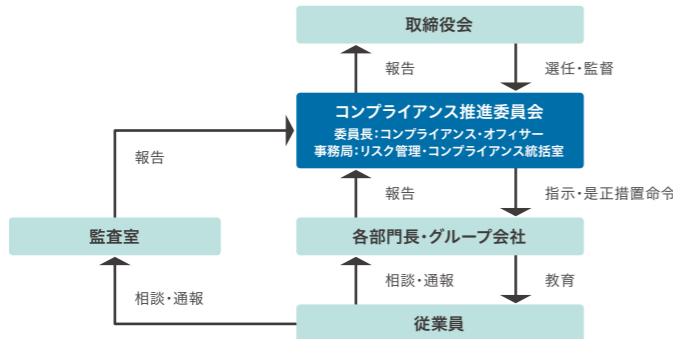 取締役会
報告
選任・監督
コンプライアンス推進委員会
委員長：コンプライアンス・オフィサー
事務局：リスク管理・コンプライアンス統括室
報告
報告
指示・是正措置命令
監査室
各部門長・グループ会社
相談・通報
相談・通報
教育
従業員